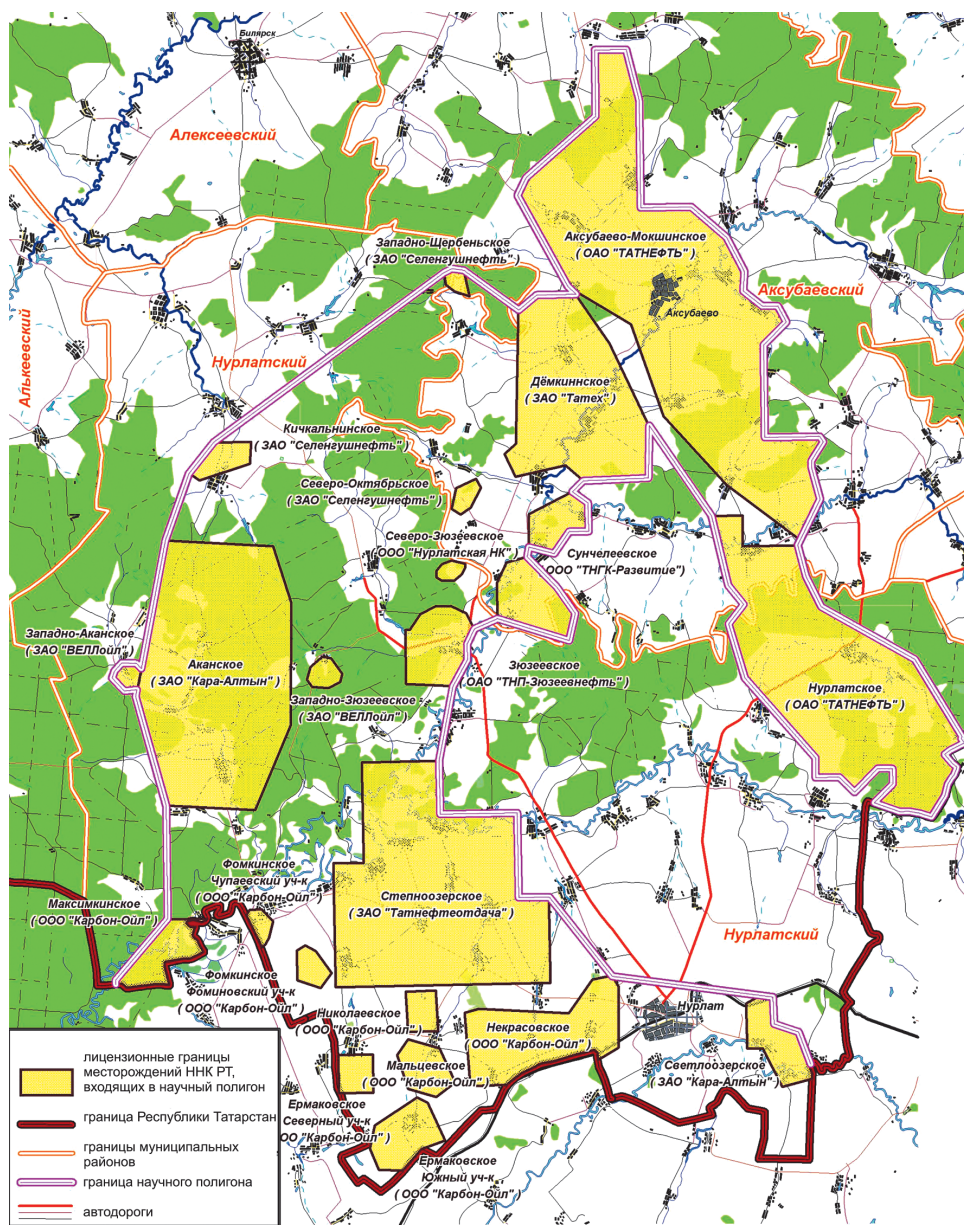 Билярск
Алексеевский
Западно-Щербеньское
( ЗАО "Селенгушнефть")
Аксубаево-Мокшинское
( ОАО "ТАТНЕФТЬ")
Аксубаевский
Аксубаево
Алькеевский
Нурлатский
Дёмкиннское
( ЗАО "Татех")
Кичкальнинское
( ЗАО "Селенгушнефть")
Северо-Октябрьское
( ЗАО "Селенгушнефть")
Северо-Зюзеевское
( ООО "Нурлатская НК")
Сунчелеевское
ООО "ТНГК-Развитие")
Западно-Аканское
( ЗАО "ВЕЛЛойл")
Аканское
( ЗАО "Кара-Алтын")
Западно-Зюзеевское
( ЗАО "ВЕЛЛойл")
Зюзеевское
( ОАО "ТНП-Зюзеевнефть")
Нурлатское
( ОАО "ТАТНЕФТЬ")
Фомкинское
Чупаевский уч-к
( ООО "Карбон-Ойл")
Максимкинское
( ООО "Карбон-Ойл")
Степноозерское
( ЗАО "Татнефтеотдача")
Нурлатский
Фомкинское
Фоминовский уч-к
( ООО "Карбон-Ойл")
Николаевское
( ООО "Карбон-Ойл")
Некрасовское
( ООО "Карбон-Ойл")
Нурлат
Мальцевское
( ООО "Карбон-Ойл")
Светлоозерское
( ЗАО "Кара-Алтын")
Ермаковское
Северный уч-к
ОО "Карбон-Ойл")
Ермаковское
Южный уч-к
( ООО "Карбон-Ойл")
лицензионные границы
месторождений ННК РТ,
входящих в научный полигон
граница Республики Татарстан
границы муниципальных
районов
граница научного полигона
автодороги